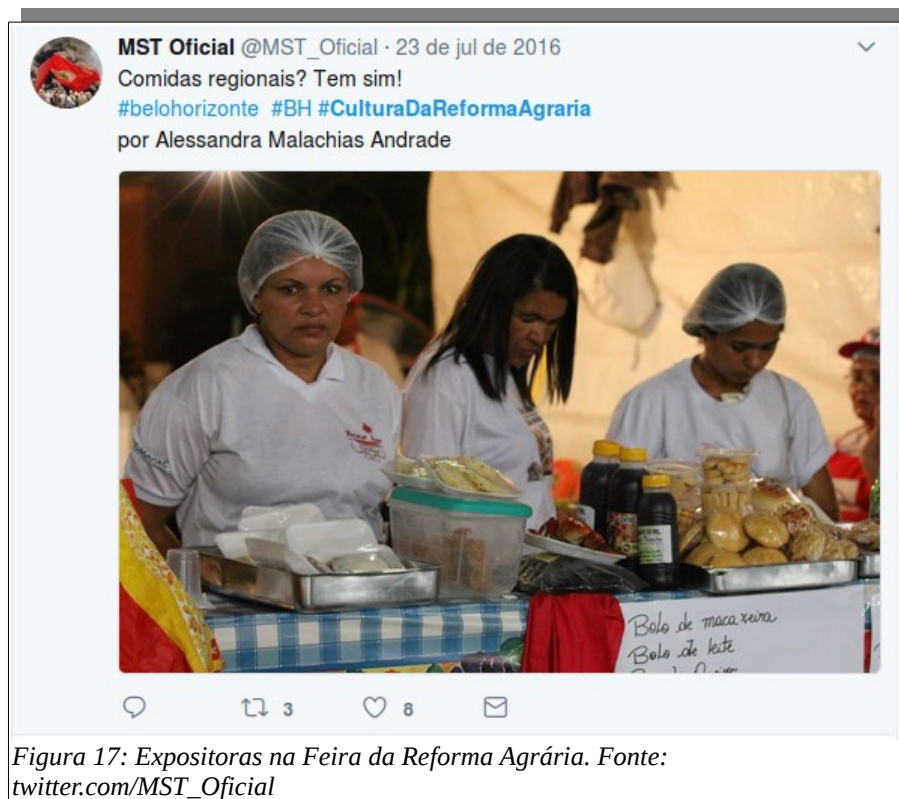 MST Oficial @MST_Oficial · 23 de jul de 2016
Comidas regionais? Tem sim!
#belohorizonte #BH #CulturaDaReformaAgraria
por Alessandra Malachias Andrade
Bolo de macaxeira
Bolo de leite
3
8
Figura 17: Expositoras na Feira da Reforma Agrária. Fonte:
twitter.com/MST_Oficial